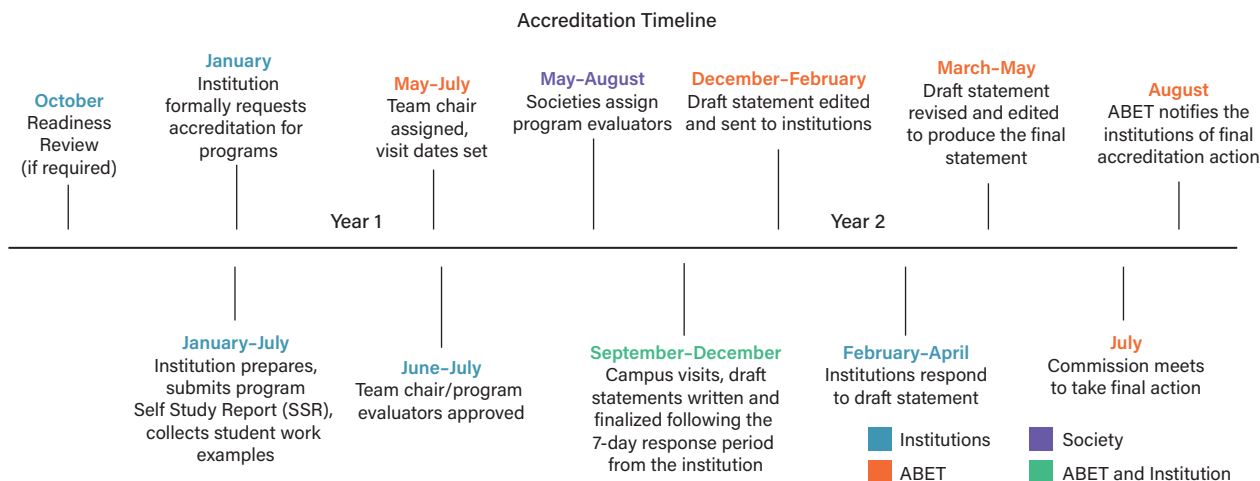 Accreditation Timeline
October
Readiness
Review
(if required)
January
Institution
formally requests
accreditation for
programs
May–July
Team chair
assigned,
visit dates set
May–August
Societies assign
program evaluators
December–February
Draft statement edited
and sent to institutions
March–May
Draft statement
revised and edited
to produce the final
statement
August
ABET notifies the
institutions of final
accreditation action
Year 1
Year 2
January–July
Institution prepares,
submits program
Self Study Report (SSR),
collects student work
examples
June–July
Team chair/program
evaluators approved
September–December
Campus visits, draft
statements written and
finalized following the
7-day response period
from the institution
February–April
Institutions respond
to draft statement
July
Commission meets
to take final action
Institutions
Society
ABET
ABET and Institution